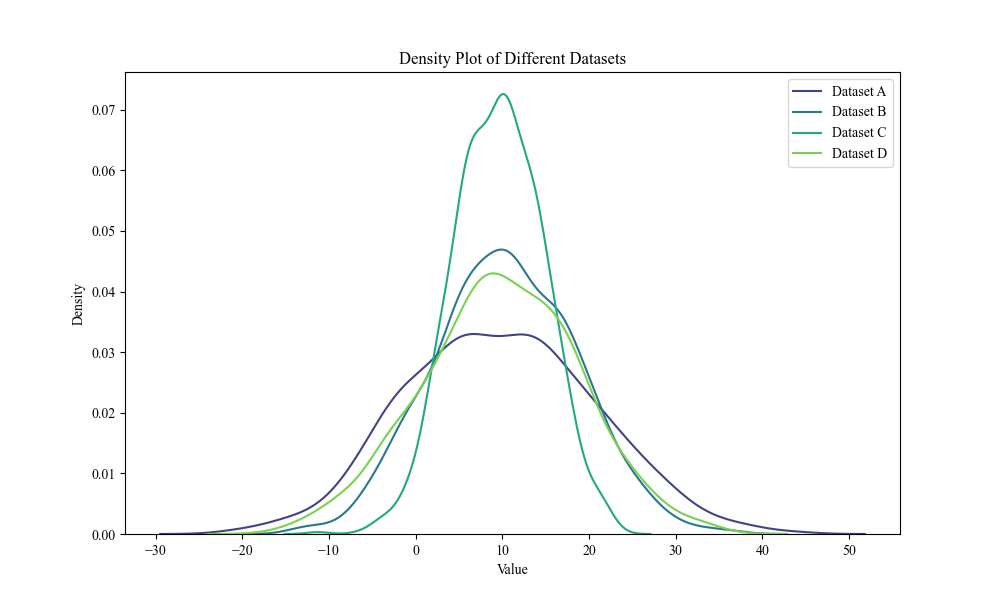 Density Plot of Different Datasets
Dataset A
Dataset B
Dataset C
Dataset D
0.07
0.06
0.05
0.04
0.03
0.02
0.01
0.00
Density
−30 −20 −10 0 10 20 30 40 50
Value